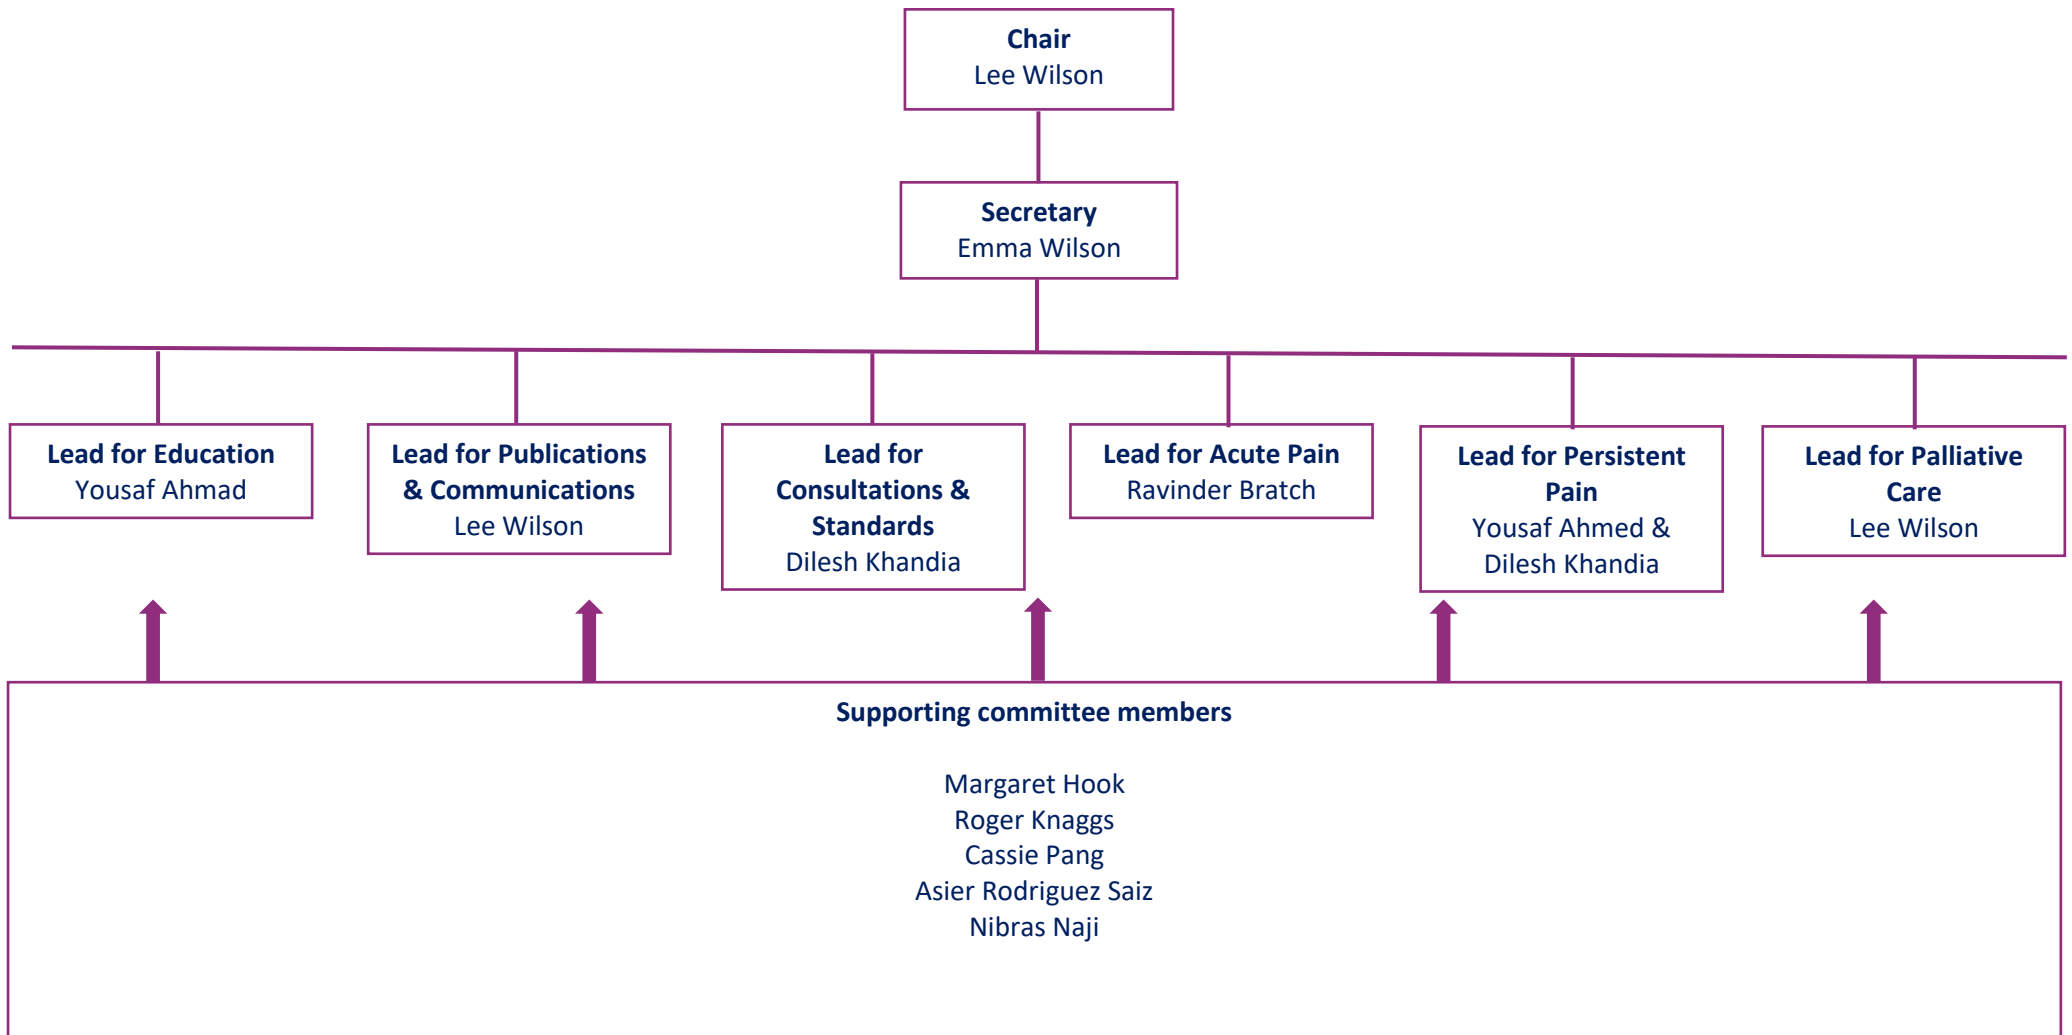 Chair
Lee Wilson
Secretary
Emma Wilson
Lead for Education
Yousaf Ahmad
Lead for Publications
& Communications
Lee Wilson
Lead for
Consultations &
Standards
Dilesh Khandia
Lead for Acute Pain
Ravinder Bratch
Lead for Persistent
Pain
Yousaf Ahmed &
Dilesh Khandia
Lead for Palliative
Care
Lee Wilson
Supporting committee members
Margaret Hook
Roger Knaggs
Cassie Pang
Asier Rodriguez Saiz
Nibras Naji